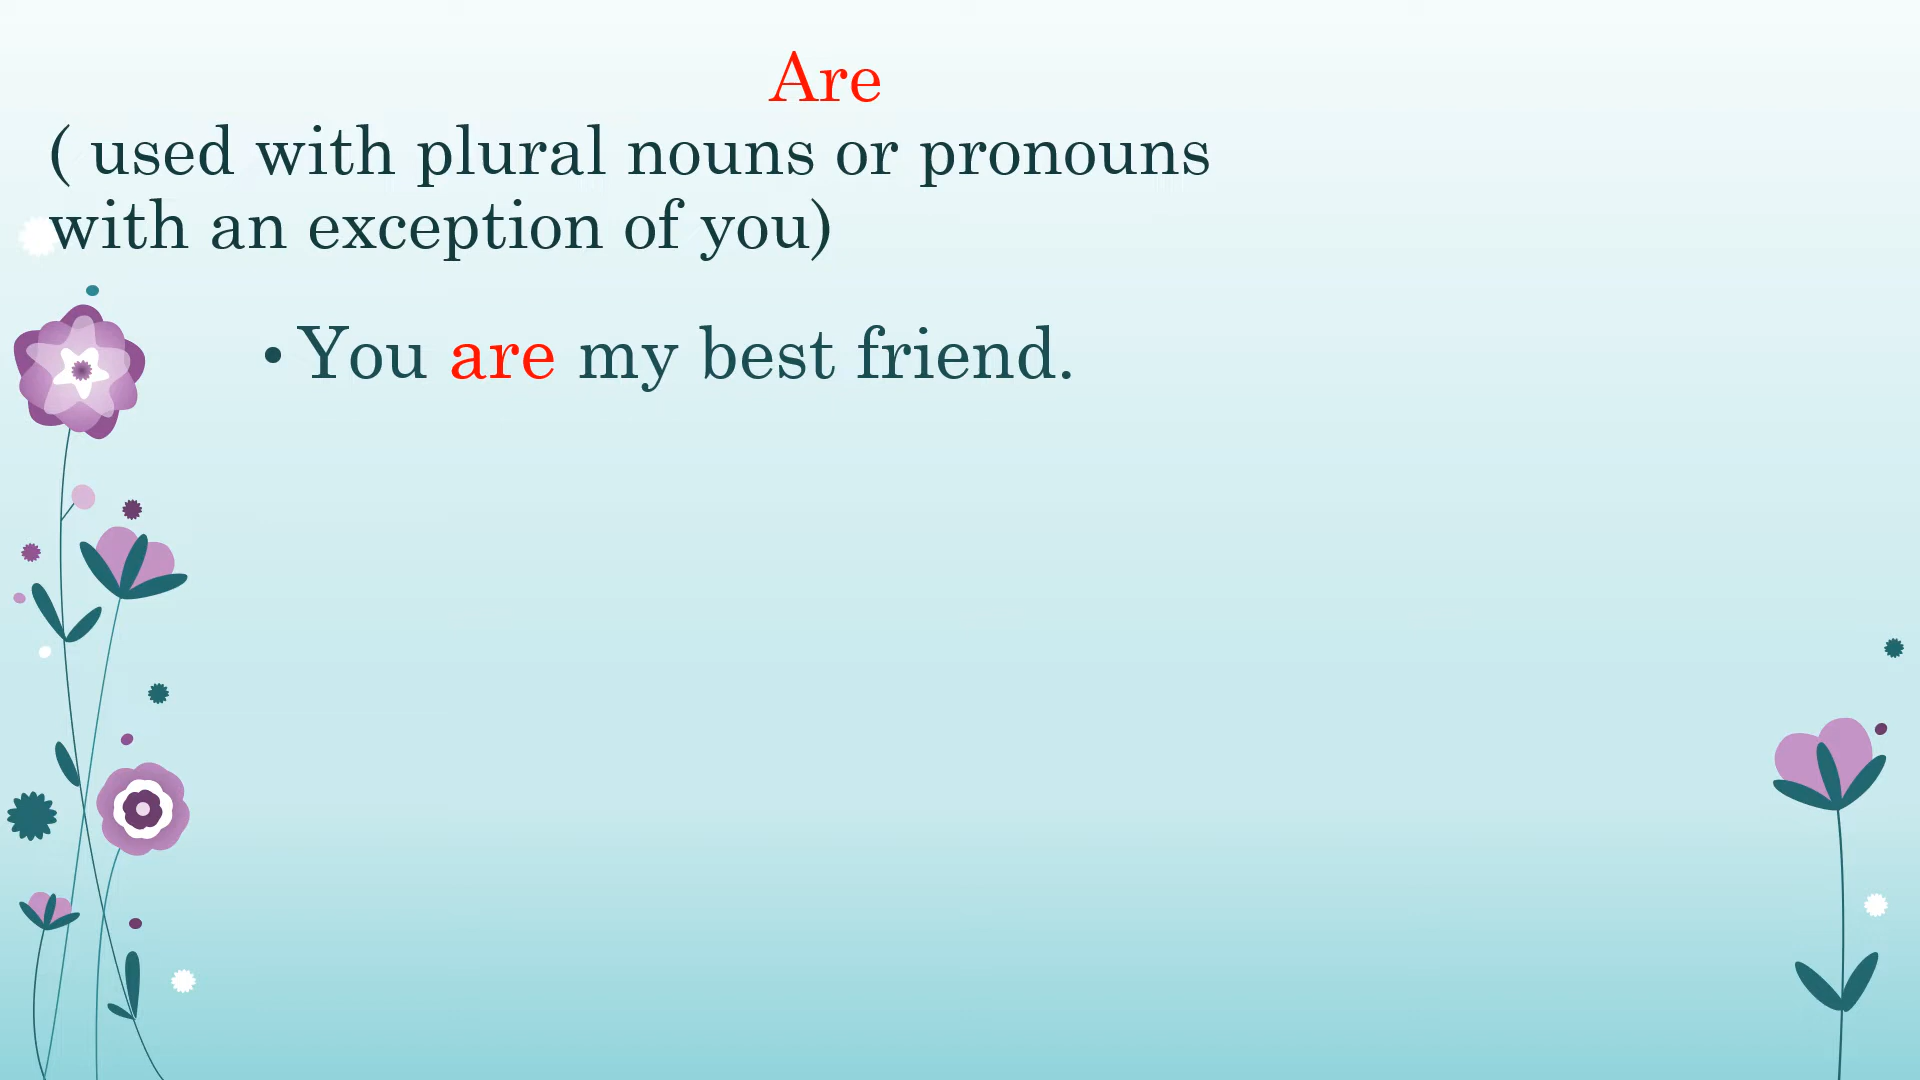 Are
( used with plural nouns or pronouns
with an exception of you)
• You are my best friend.